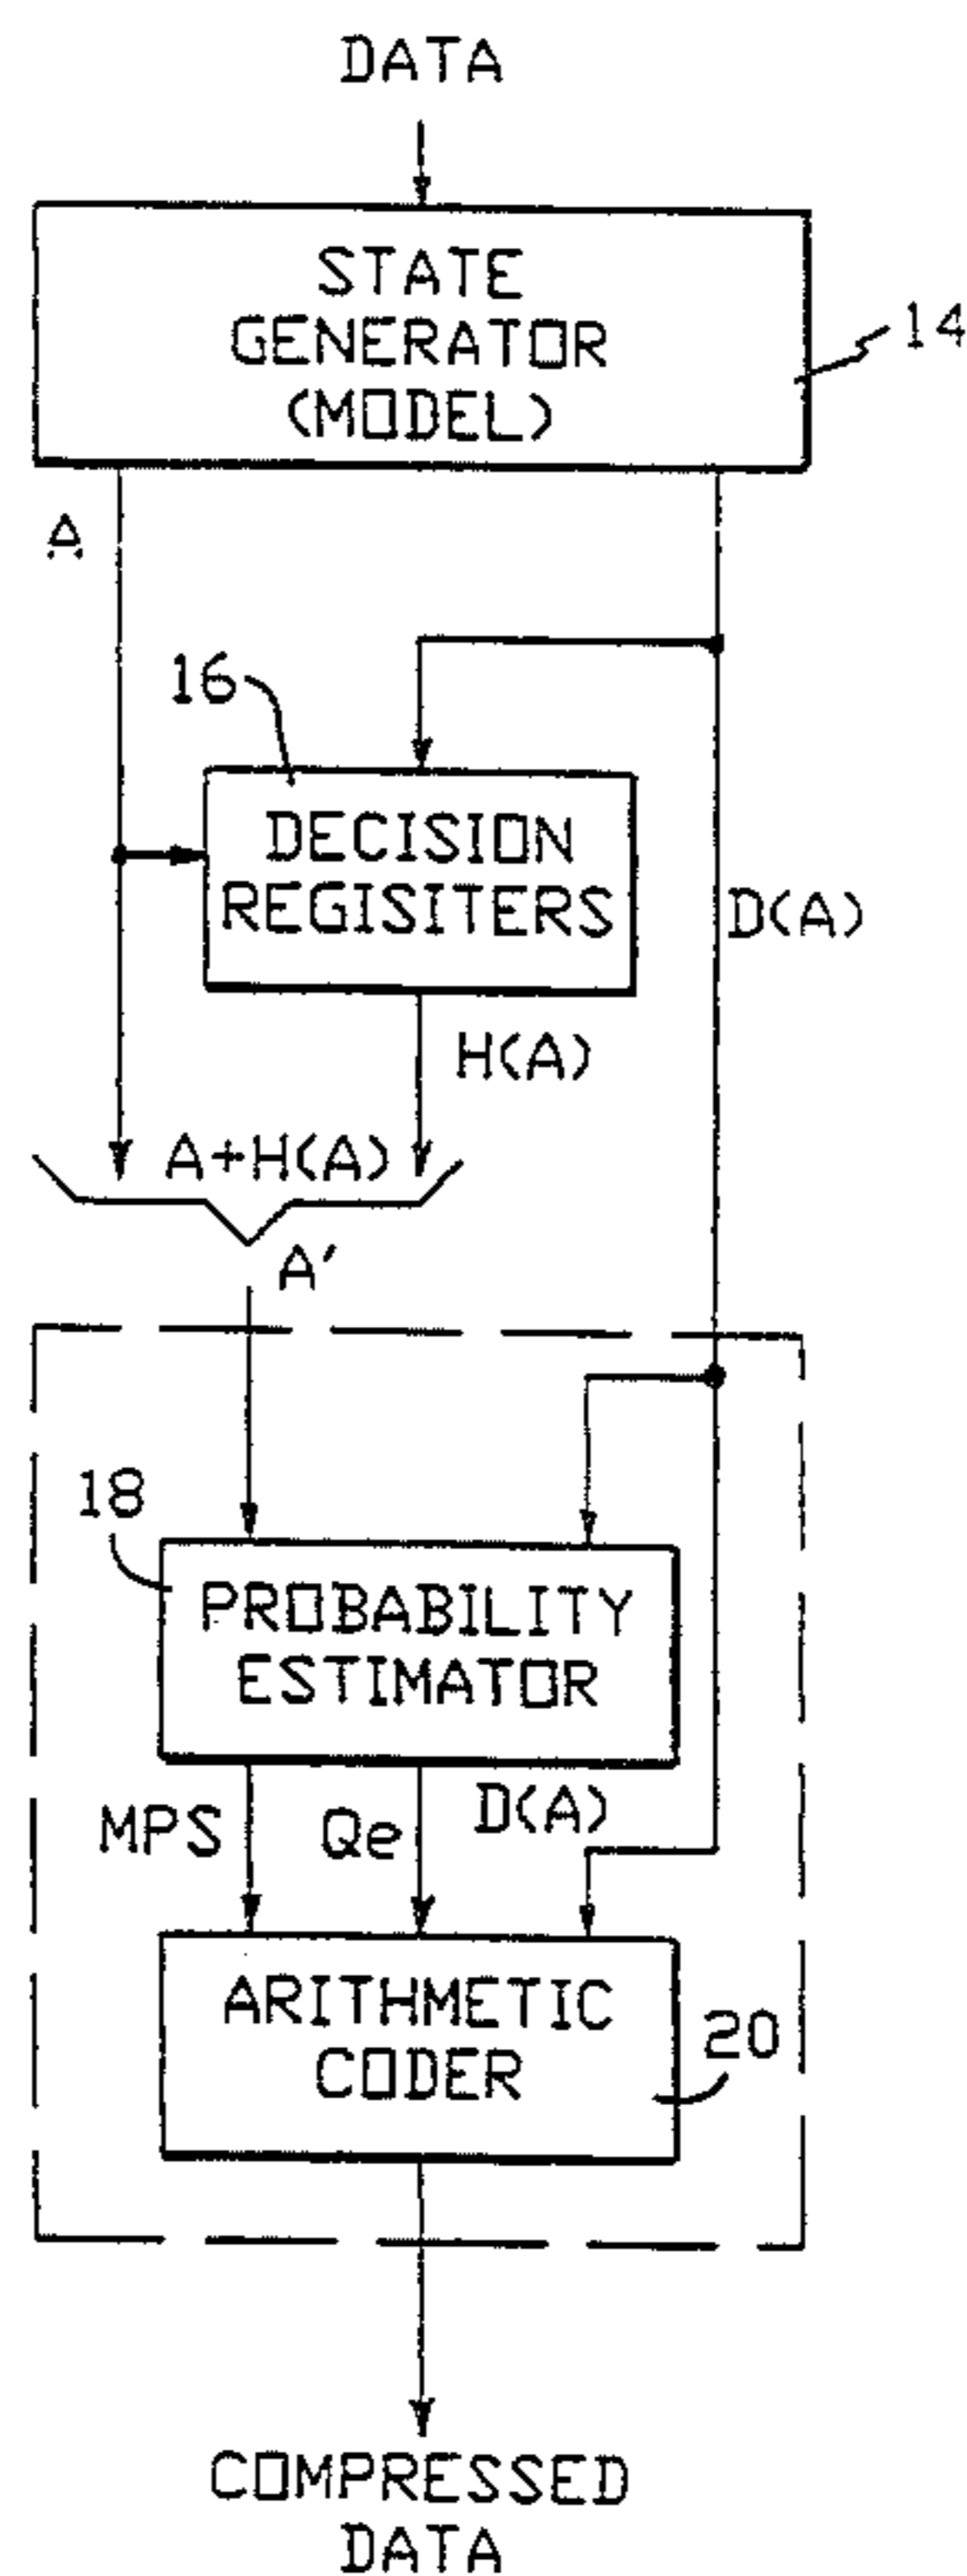 DATA
STATE
GENERATOR
(MODEL)
14
A
16
DECISION
REGISITERS
D(A)
H(A)
A+H(A)
A'
18
PROBABILITY
ESTIMATOR
MPS
Qe
D(A)
ARITHMETIC
CODER
20
COMPRESSED
DATA